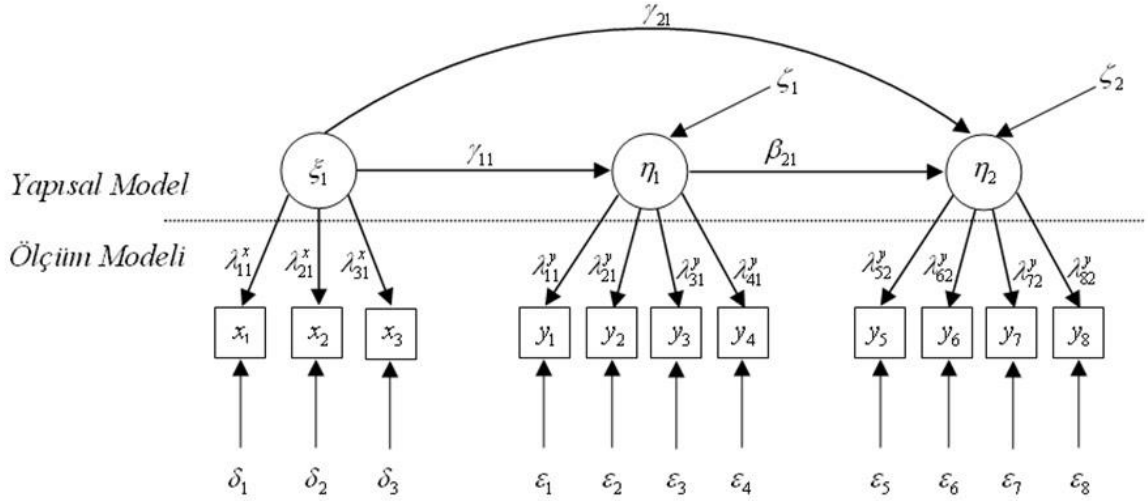 γ₂₁
ζ₁ ζ₂
ξ₁ γ₁₁ η₁ β₂₁ η₂
Yapısal Model
Ölçüm Modeli
λ₁₁ˣ λ₂₁ˣ λ₃₁ˣ λ₁₁ʸ λ₂₁ʸ λ₃₁ʸ λ₄₁ʸ λ₅₂ʸ λ₆₂ʸ λ₇₂ʸ λ₈₂ʸ
x₁ x₂ x₃ y₁ y₂ y₃ y₄ y₅ y₆ y₇ y₈
δ₁ δ₂ δ₃ ε₁ ε₂ ε₃ ε₄ ε₅ ε₆ ε₇ ε₈